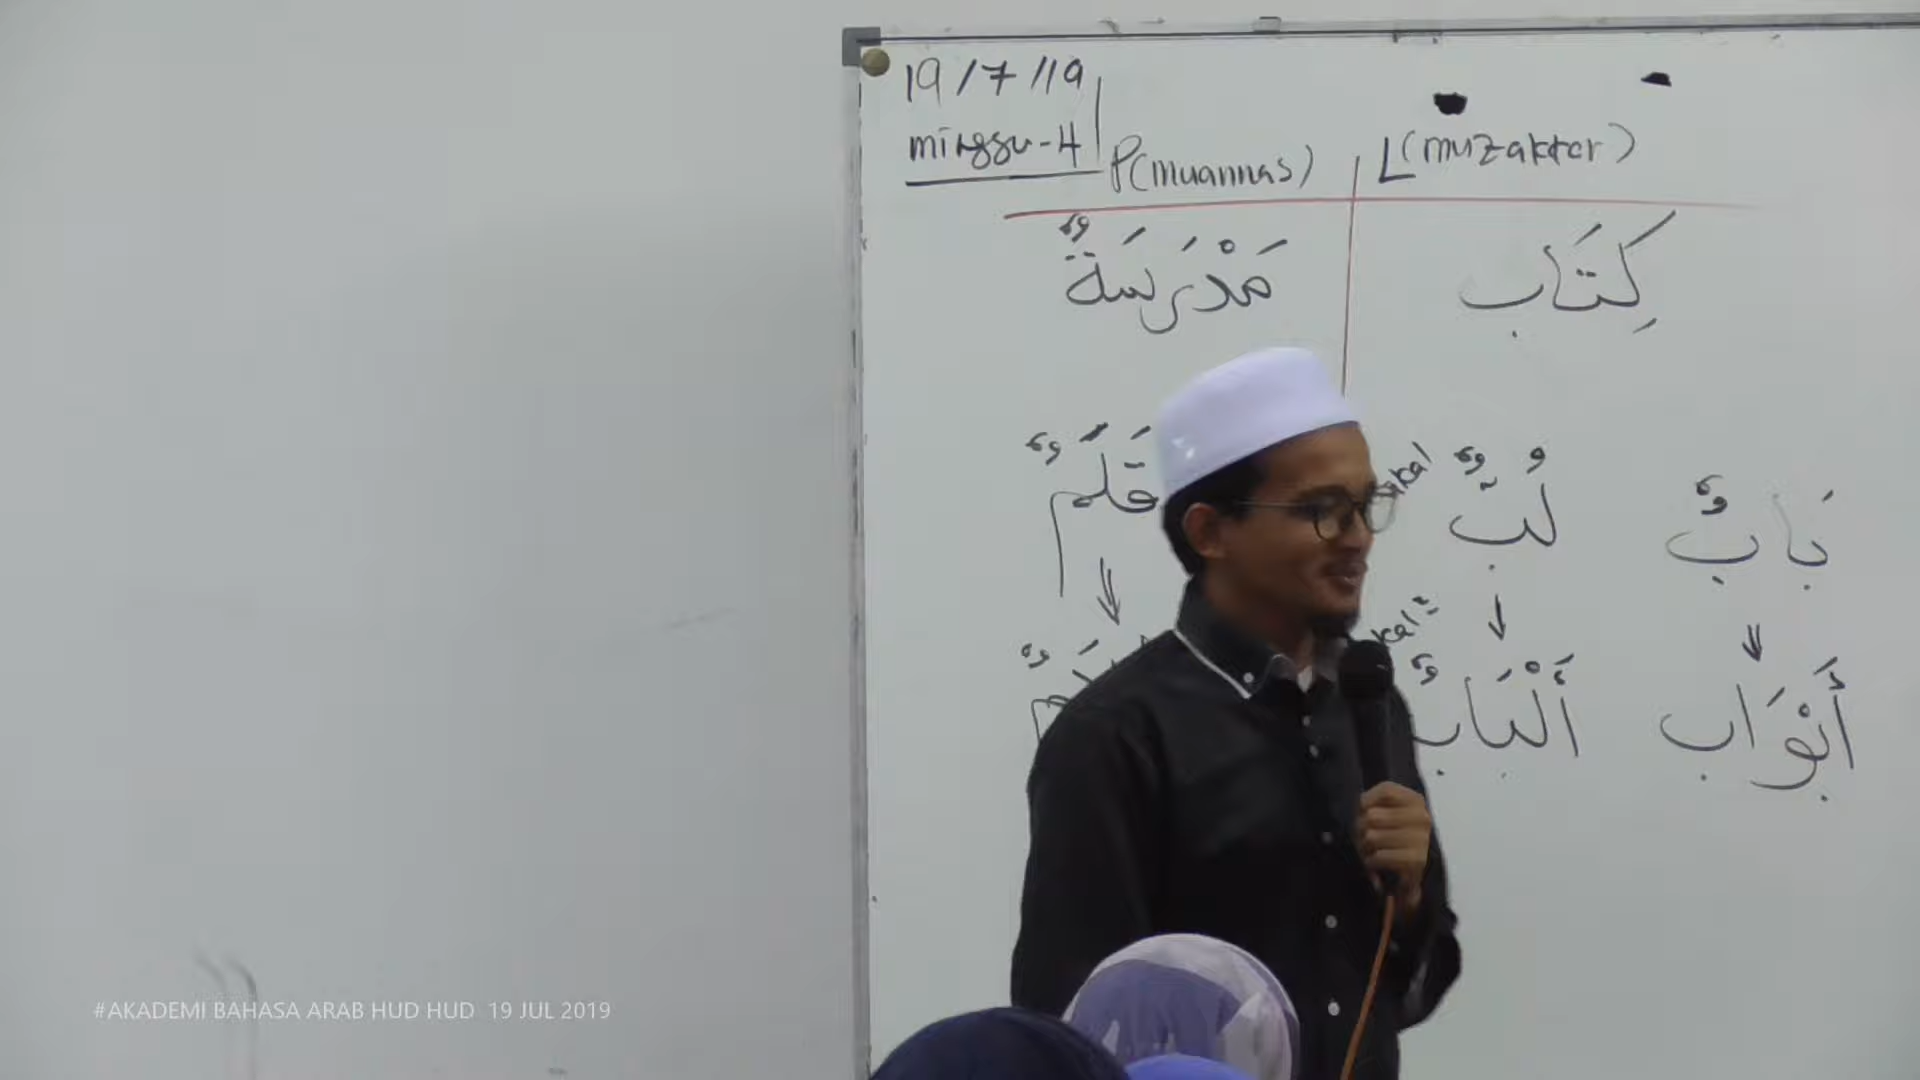 19/7/19
minggu-4
P(muannas) L(muzakkar)
كِتَاب مَدْرَسَةٌ
بَابٌ لُبٌّ قَلَمٌ
أَبْوَاب أَلْبَابٌ
#AKADEMI BAHASA ARAB HUD HUD 19 JUL 2019